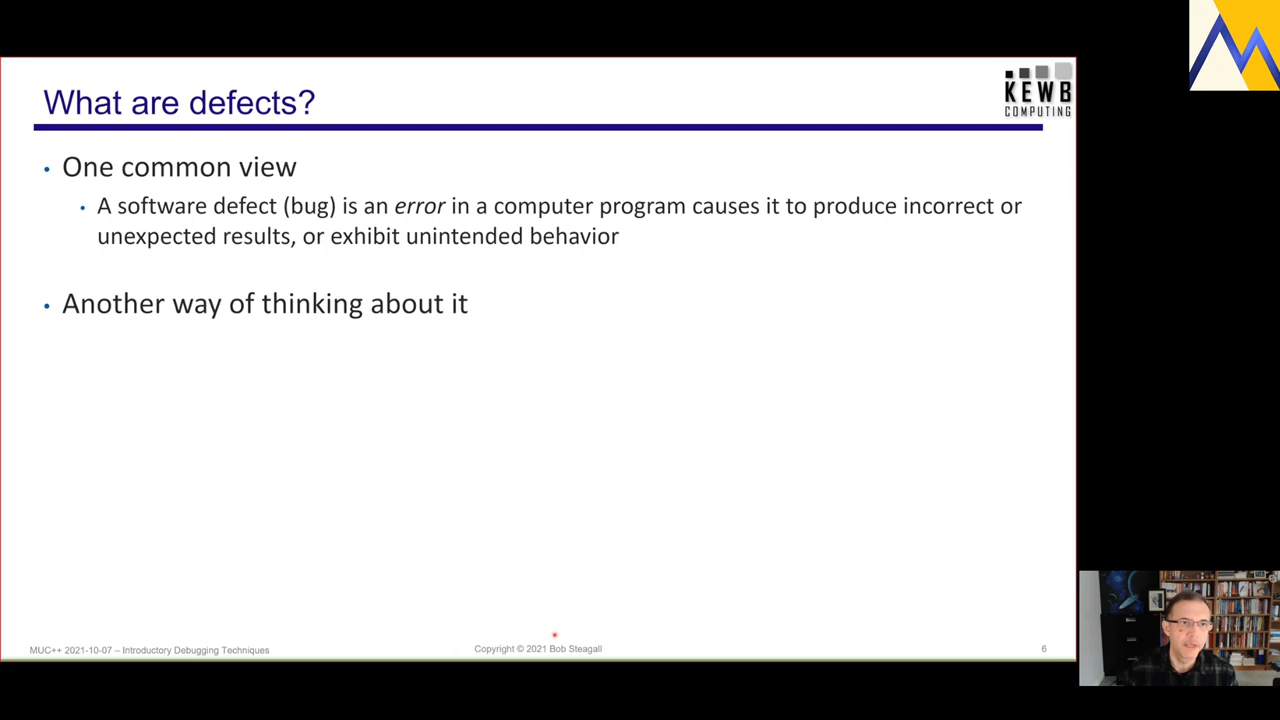 What are defects?
KEWB
COMPUTING
• One common view
• A software defect (bug) is an error in a computer program causes it to produce incorrect or
unexpected results, or exhibit unintended behavior
• Another way of thinking about it
MUC++ 2021-10-07 – Introductory Debugging Techniques
Copyright © 2021 Bob Steagall
6